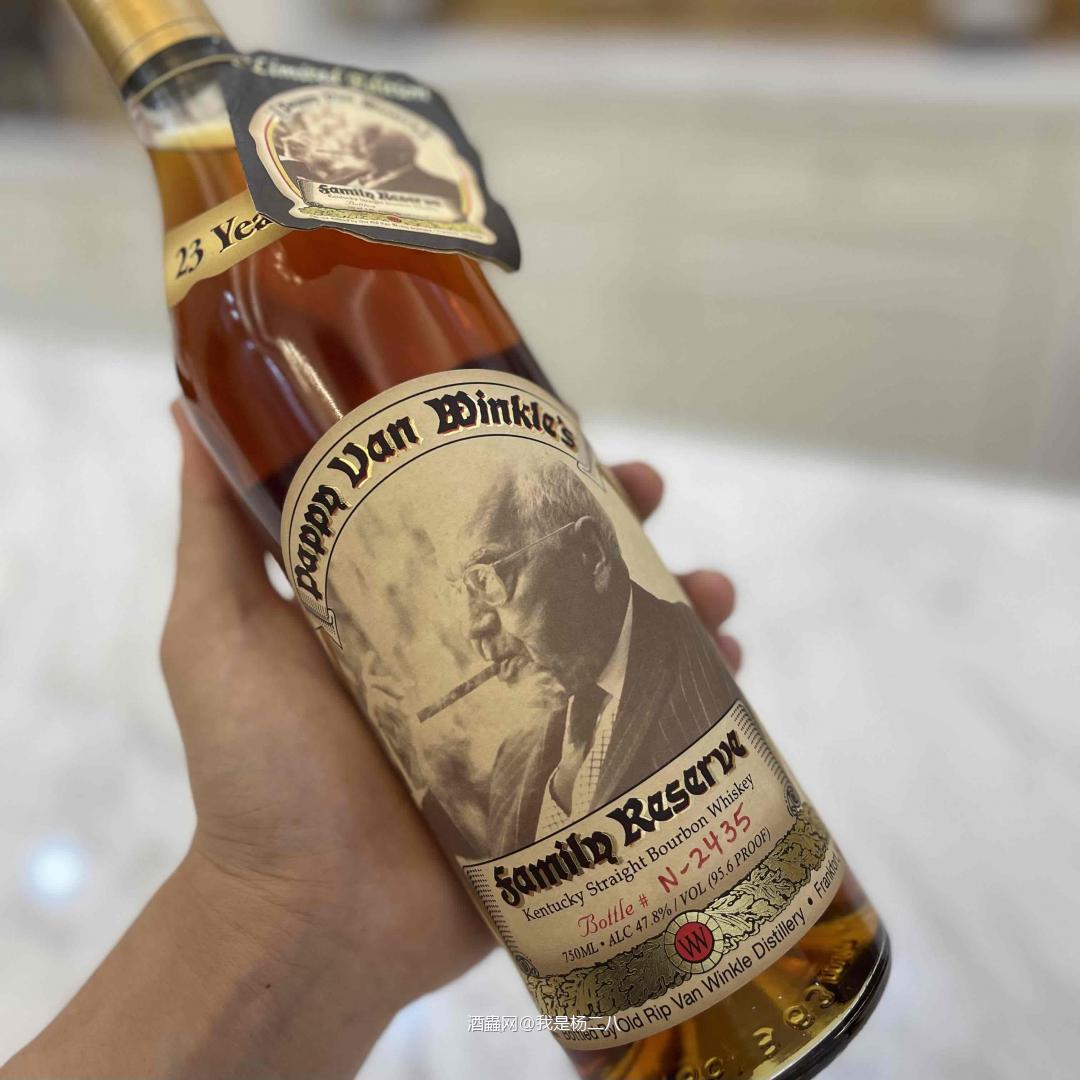 Limited Edition
Family Reserve
23 Yea
Pappy Van Winkle's
Family Reserve
Kentucky Straight Bourbon Whiskey
Bottle # N-2435
750ML • ALC 47.8% / VOL (95.6 PROOF)
VW
Bottled By Old Rip Van Winkle Distillery • Frankfort
酒蟲网@我是杨二八